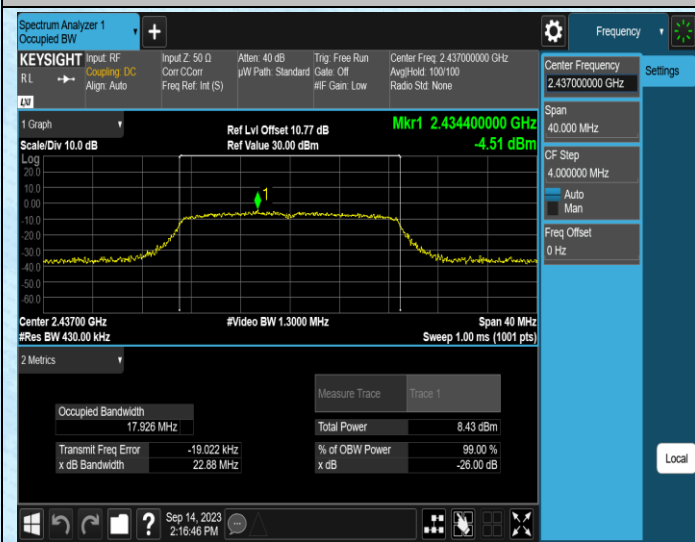 Spectrum Analyzer 1
Occupied BW
+
Frequency
KEYSIGHT
RL
LXI
Input: RF
Coupling: DC
Align: Auto
Input Z: 50 Ω
Corr CCorr
Freq Ref: Int (S)
Atten: 40 dB
µW Path: Standard
Trig: Free Run
Gate: Off
#IF Gain: Low
Center Freq: 2.437000000 GHz
Avg|Hold: 100/100
Radio Std: None
Center Frequency
2.437000000 GHz
Settings
Span
40.000 MHz
CF Step
4.000000 MHz
Auto
Man
Freq Offset
0 Hz
Local
1 Graph
Scale/Div 10.0 dB
Ref Lvl Offset 10.77 dB
Ref Value 30.00 dBm
Mkr1 2.434400000 GHz
-4.51 dBm
Log
20.0
10.0
0.00
-10.0
-20.0
-30.0
-40.0
-50.0
-60.0
1
Center 2.43700 GHz
#Res BW 430.00 kHz
#Video BW 1.3000 MHz
Span 40 MHz
Sweep 1.00 ms (1001 pts)
2 Metrics
Measure Trace Trace 1
Occupied Bandwidth
17.926 MHz
Total Power 8.43 dBm
Transmit Freq Error -19.022 kHz
% of OBW Power 99.00 %
x dB Bandwidth 22.88 MHz
x dB -26.00 dB
?
Sep 14, 2023
2:16:46 PM